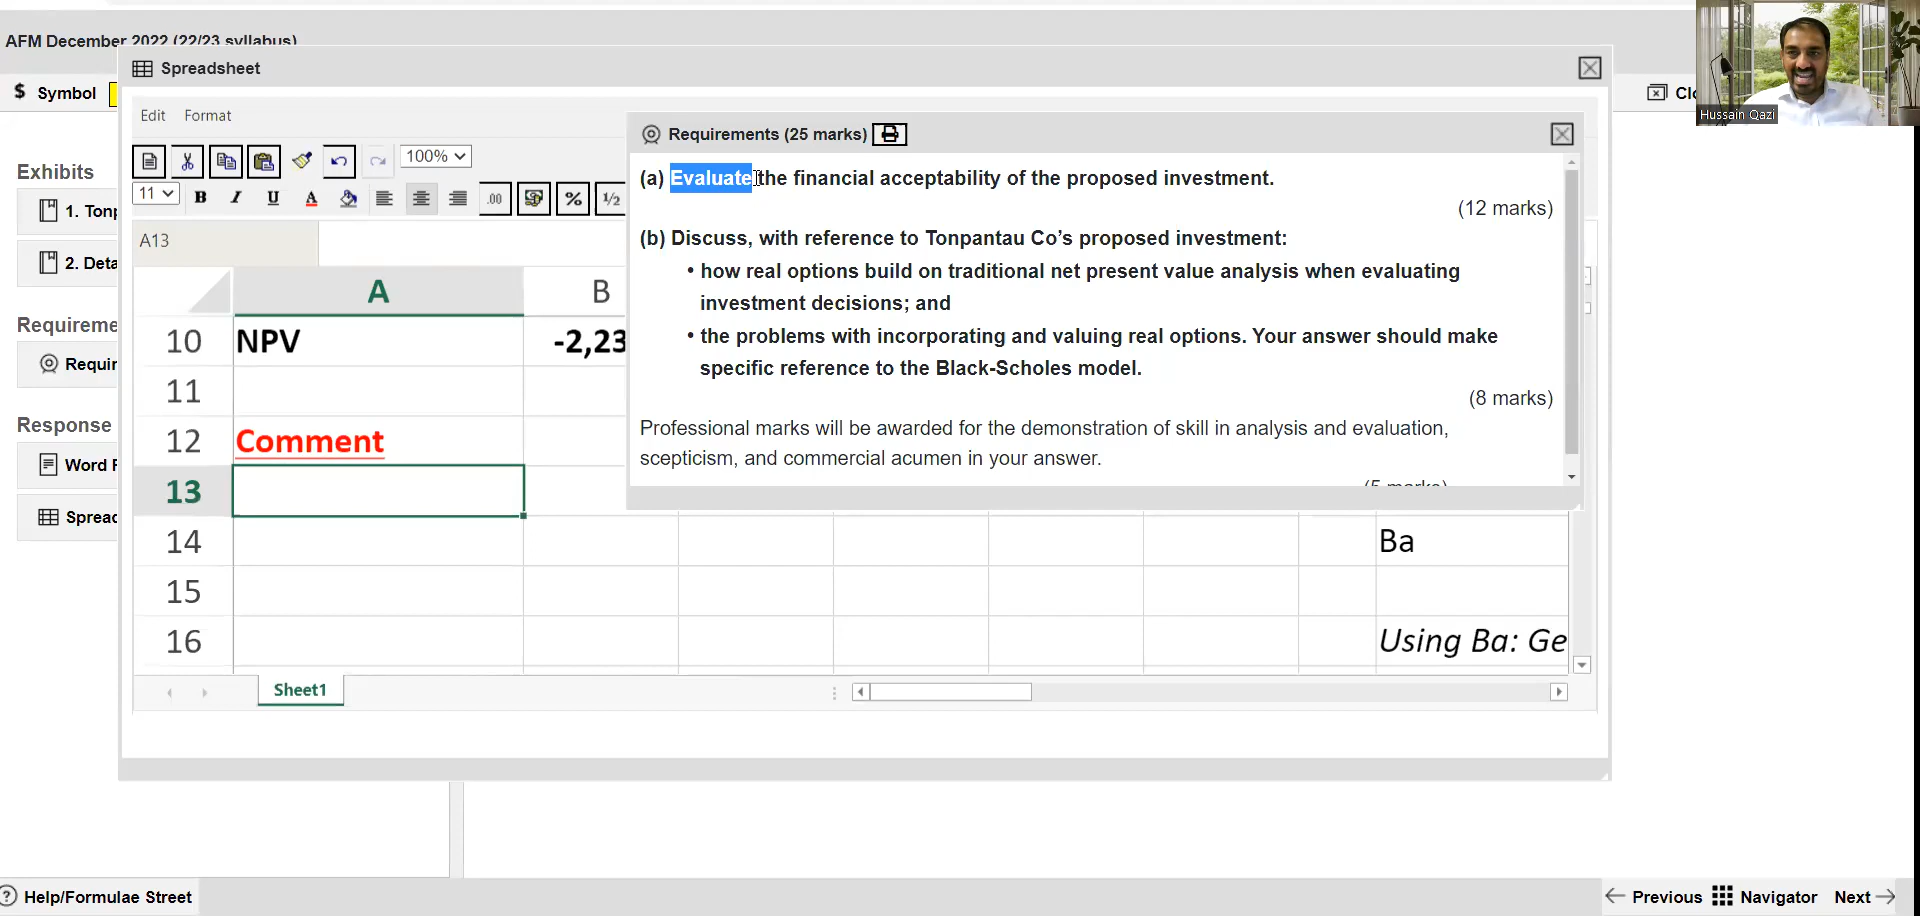 AFM December 2022 (22/23 syllabus)
$ Symbol
Spreadsheet
Hussain Qazi
Edit Format
Requirements (25 marks)
100%
11 B I U A .00 % 1/2
Exhibits
1. Tonp
2. Deta
Requireme
Requir
Response
Word F
Spread
A13
A B
10 NPV -2,23
11
12 Comment
13
14 Ba
15
16 Using Ba: Ge
(a) Evaluate the financial acceptability of the proposed investment.
(12 marks)
(b) Discuss, with reference to Tonpantau Co’s proposed investment:
• how real options build on traditional net present value analysis when evaluating
investment decisions; and
• the problems with incorporating and valuing real options. Your answer should make
specific reference to the Black-Scholes model.
(8 marks)
Professional marks will be awarded for the demonstration of skill in analysis and evaluation,
scepticism, and commercial acumen in your answer.
(5 marks)
Sheet1
? Help/Formulae Street
Previous Navigator Next